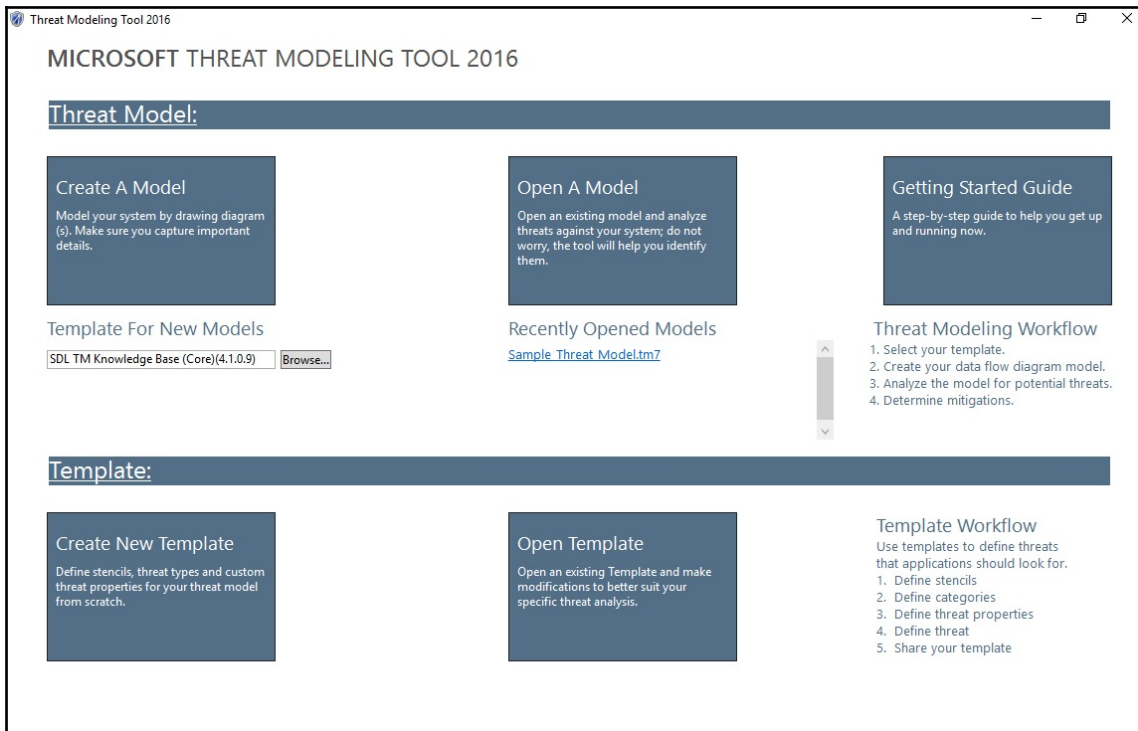 Threat Modeling Tool 2016
MICROSOFT THREAT MODELING TOOL 2016
Threat Model:
Create A Model
Model your system by drawing diagram
(s). Make sure you capture important
details.
Open A Model
Open an existing model and analyze
threats against your system; do not
worry, the tool will help you identify
them.
Getting Started Guide
A step-by-step guide to help you get up
and running now.
Template For New Models
SDL TM Knowledge Base (Core)(4.1.0.9)
Browse...
Recently Opened Models
Sample Threat Model.tm7
Threat Modeling Workflow
1. Select your template.
2. Create your data flow diagram model.
3. Analyze the model for potential threats.
4. Determine mitigations.
Template:
Create New Template
Define stencils, threat types and custom
threat properties for your threat model
from scratch.
Open Template
Open an existing Template and make
modifications to better suit your
specific threat analysis.
Template Workflow
Use templates to define threats
that applications should look for.
1. Define stencils
2. Define categories
3. Define threat properties
4. Define threat
5. Share your template